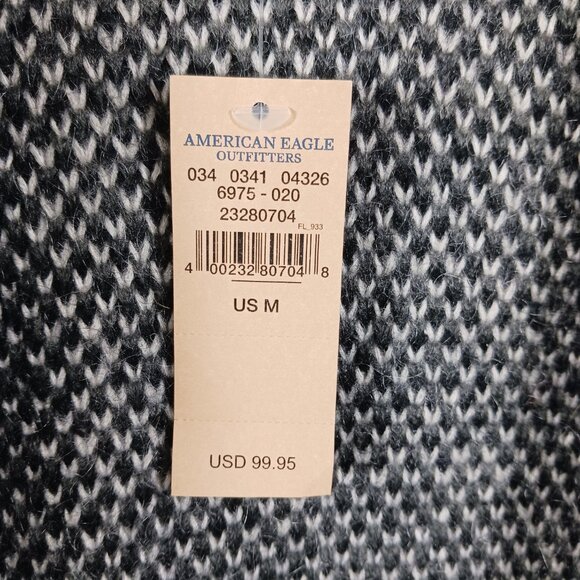 AMERICAN EAGLE
OUTFITTERS
034 0341 04326
6975 - 020
23280704
FL_933
4 00232 80704 8
US M
USD 99.95